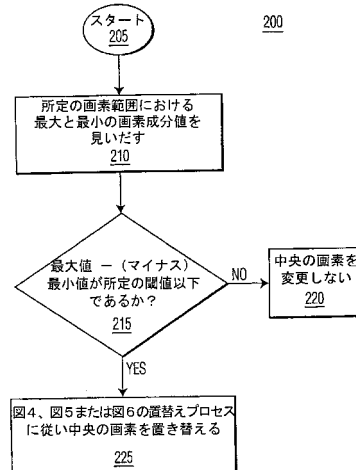 スタート
205
200
所定の画素範囲における
最大と最小の画素成分値を
見いだす
210
最大値 － (マイナス)
最小値が所定の閾値以下
であるか？
215
NO
中央の画素を
変更しない
220
YES
図4、図5または図6の置替えプロセス
に従い中央の画素を置き替える
225